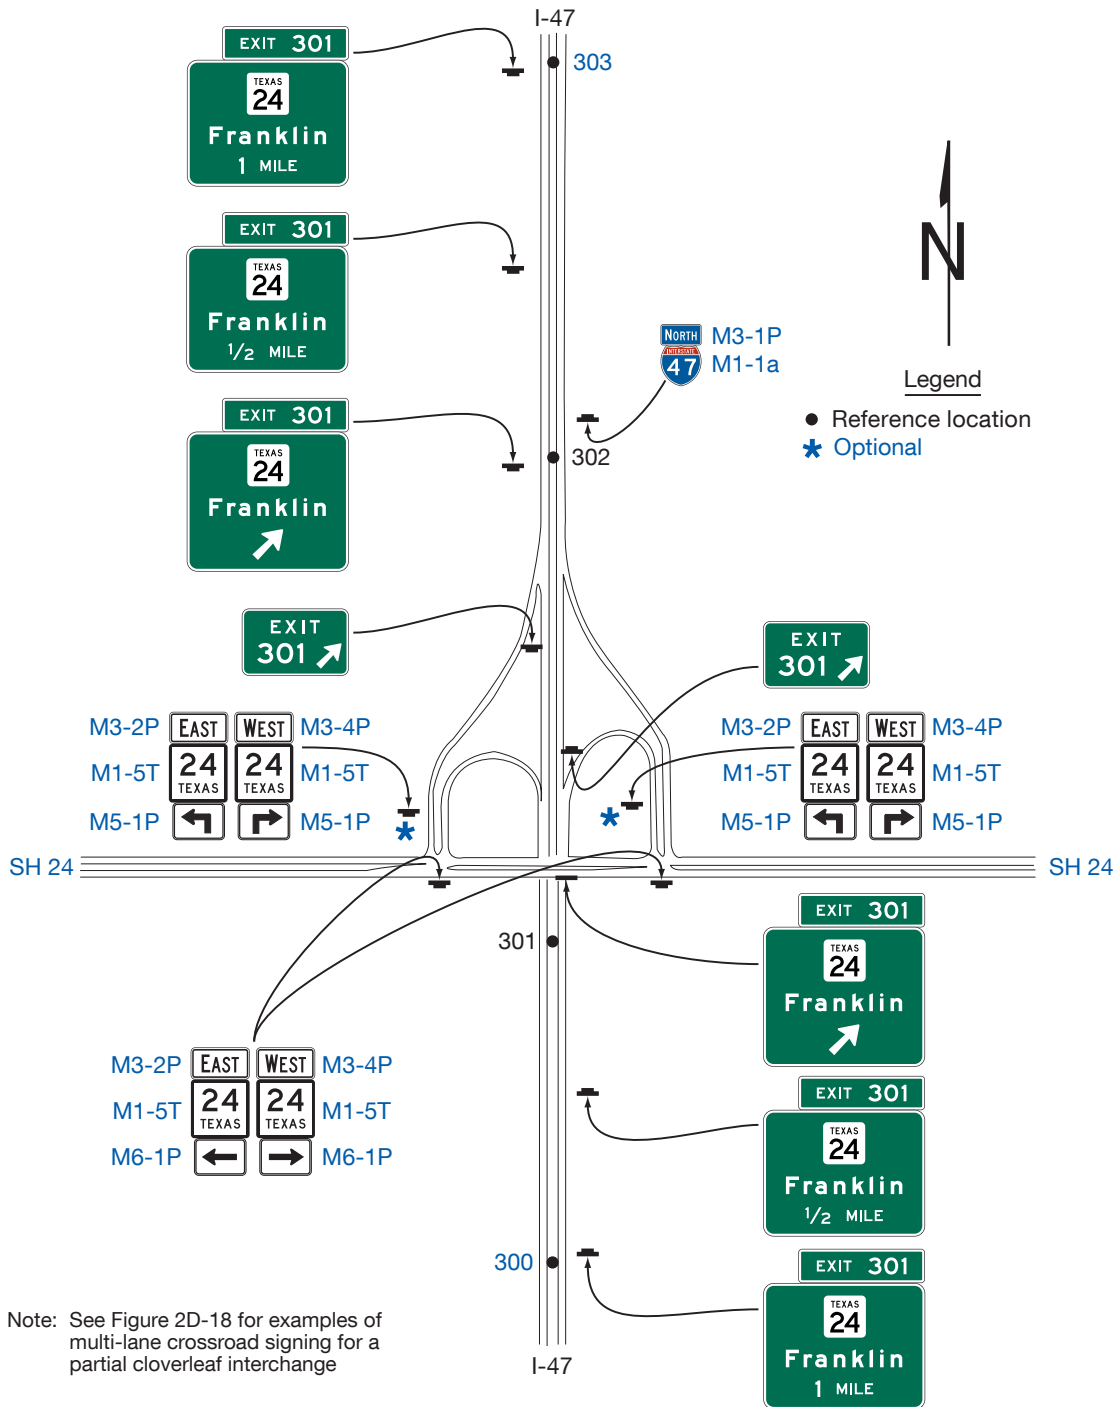 I-47
EXIT 301
TEXAS
24
Franklin
1 MILE
303
EXIT 301
TEXAS
24
Franklin
1/2 MILE
N
NORTH M3-1P
INTERSTATE
47 M1-1a
Legend
Reference location
Optional
EXIT 301
TEXAS
24
Franklin
302
EXIT
301
EXIT
301
M3-2P EAST WEST M3-4P
M1-5T 24 TEXAS 24 TEXAS M1-5T
M5-1P M5-1P
M3-2P EAST WEST M3-4P
M1-5T 24 TEXAS 24 TEXAS M1-5T
M5-1P M5-1P
SH 24
SH 24
301
EXIT 301
TEXAS
24
Franklin
M3-2P EAST WEST M3-4P
M1-5T 24 TEXAS 24 TEXAS M1-5T
M6-1P M6-1P
EXIT 301
TEXAS
24
Franklin
1/2 MILE
300
EXIT 301
TEXAS
24
Franklin
1 MILE
Note: See Figure 2D-18 for examples of
multi-lane crossroad signing for a
partial cloverleaf interchange
I-47